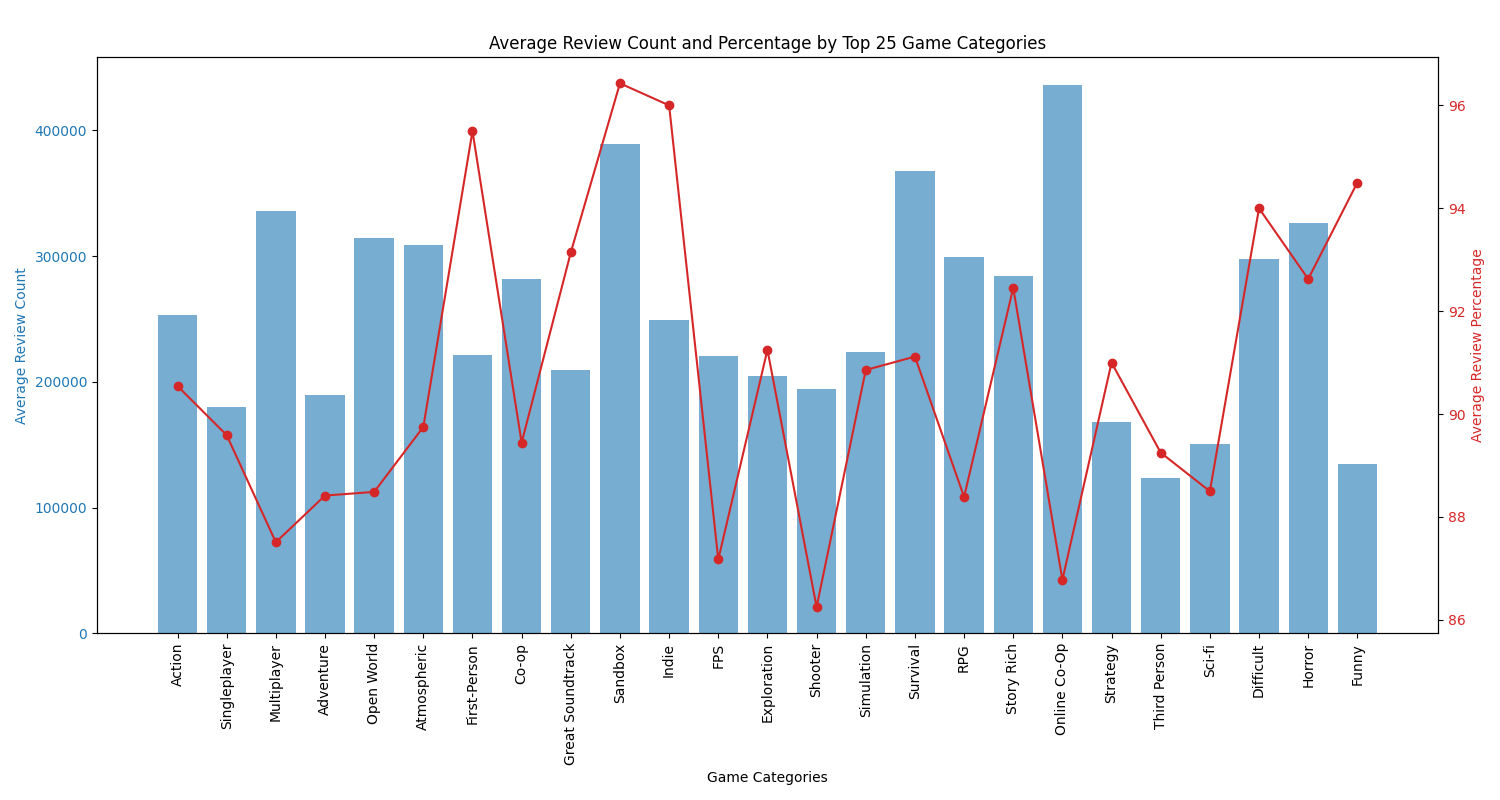 Average Review Count and Percentage by Top 25 Game Categories
Average Review Count
400000
300000
200000
100000
0
96
94
92
90
88
86
Average Review Percentage
Action
Singleplayer
Multiplayer
Adventure
Open World
Atmospheric
First-Person
Co-op
Great Soundtrack
Sandbox
Indie
FPS
Exploration
Shooter
Simulation
Survival
RPG
Story Rich
Online Co-Op
Strategy
Third Person
Sci-fi
Difficult
Horror
Funny
Game Categories